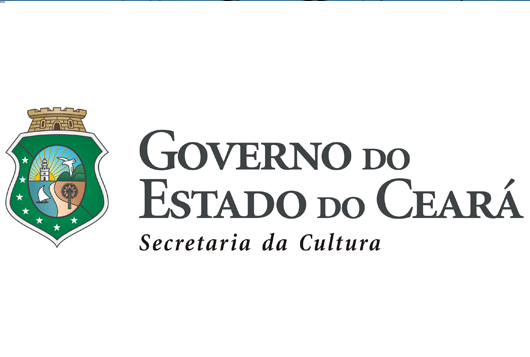 GOVERNO DO
ESTADO DO CEARÁ
Secretaria da Cultura